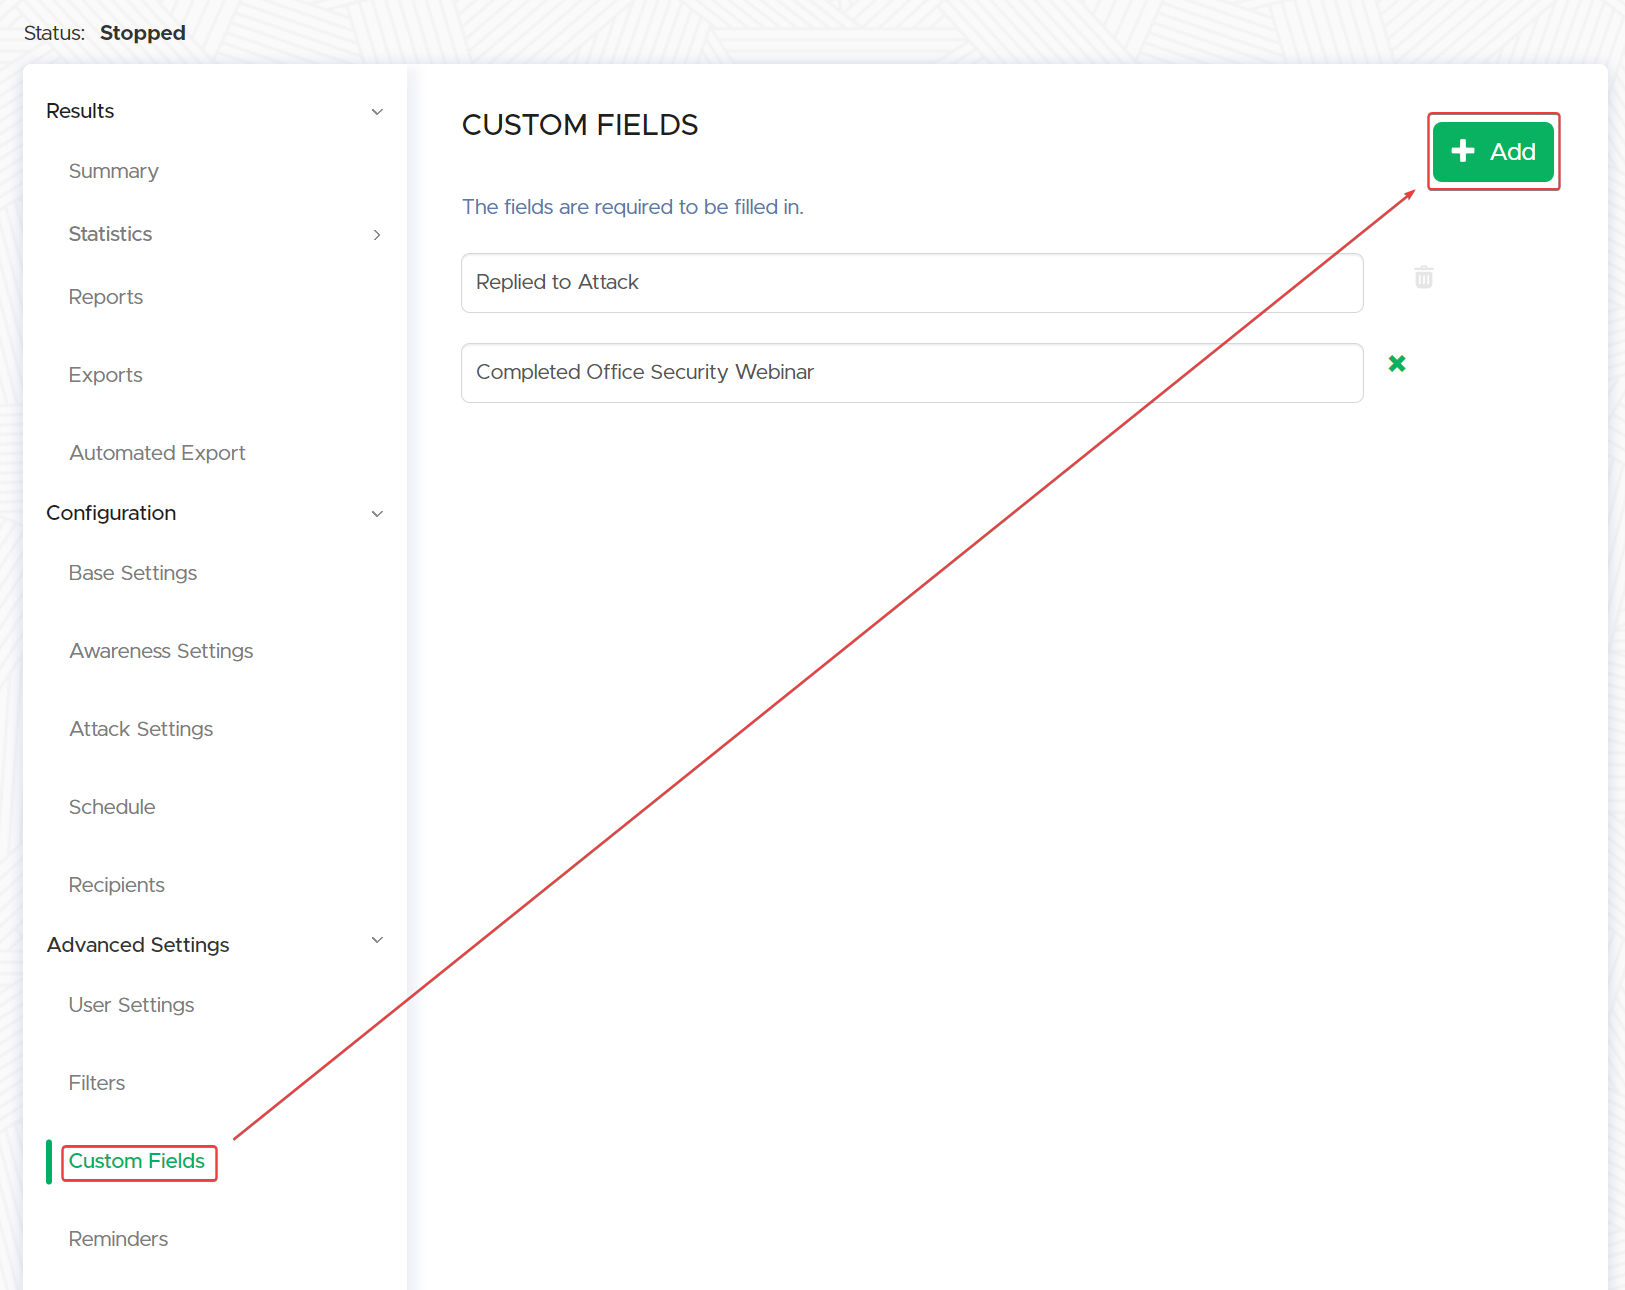 Status: Stopped
Results
Summary
Statistics
Reports
Exports
Automated Export
Configuration
Base Settings
Awareness Settings
Attack Settings
Schedule
Recipients
Advanced Settings
User Settings
Filters
Custom Fields
Reminders
CUSTOM FIELDS
Add
The fields are required to be filled in.
Replied to Attack
Completed Office Security Webinar